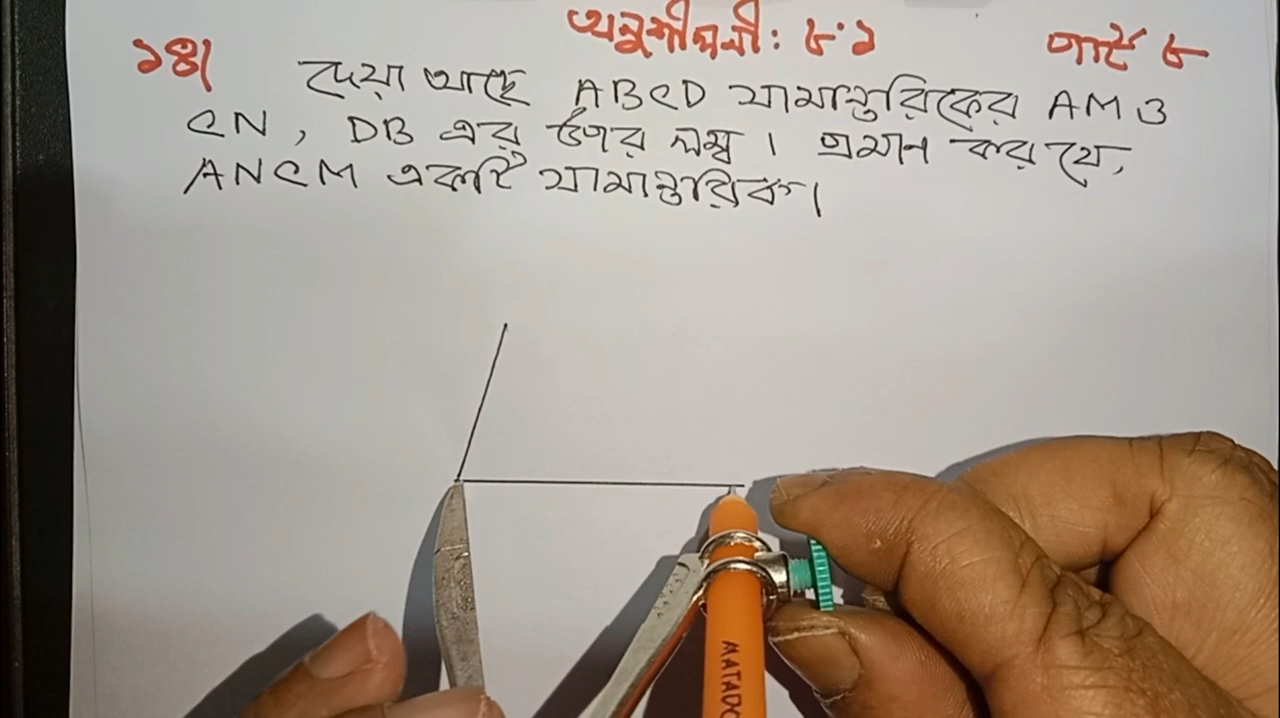 অনুশীলনী: ৮.১
পার্ট ৮
১৪।
দেয়া আছে ABCD সামান্তরিকের AM ও
CN, DB এর উপর লম্ব। প্রমাণ কর যে,
ANCM একটি সামান্তরিক।
MATADO